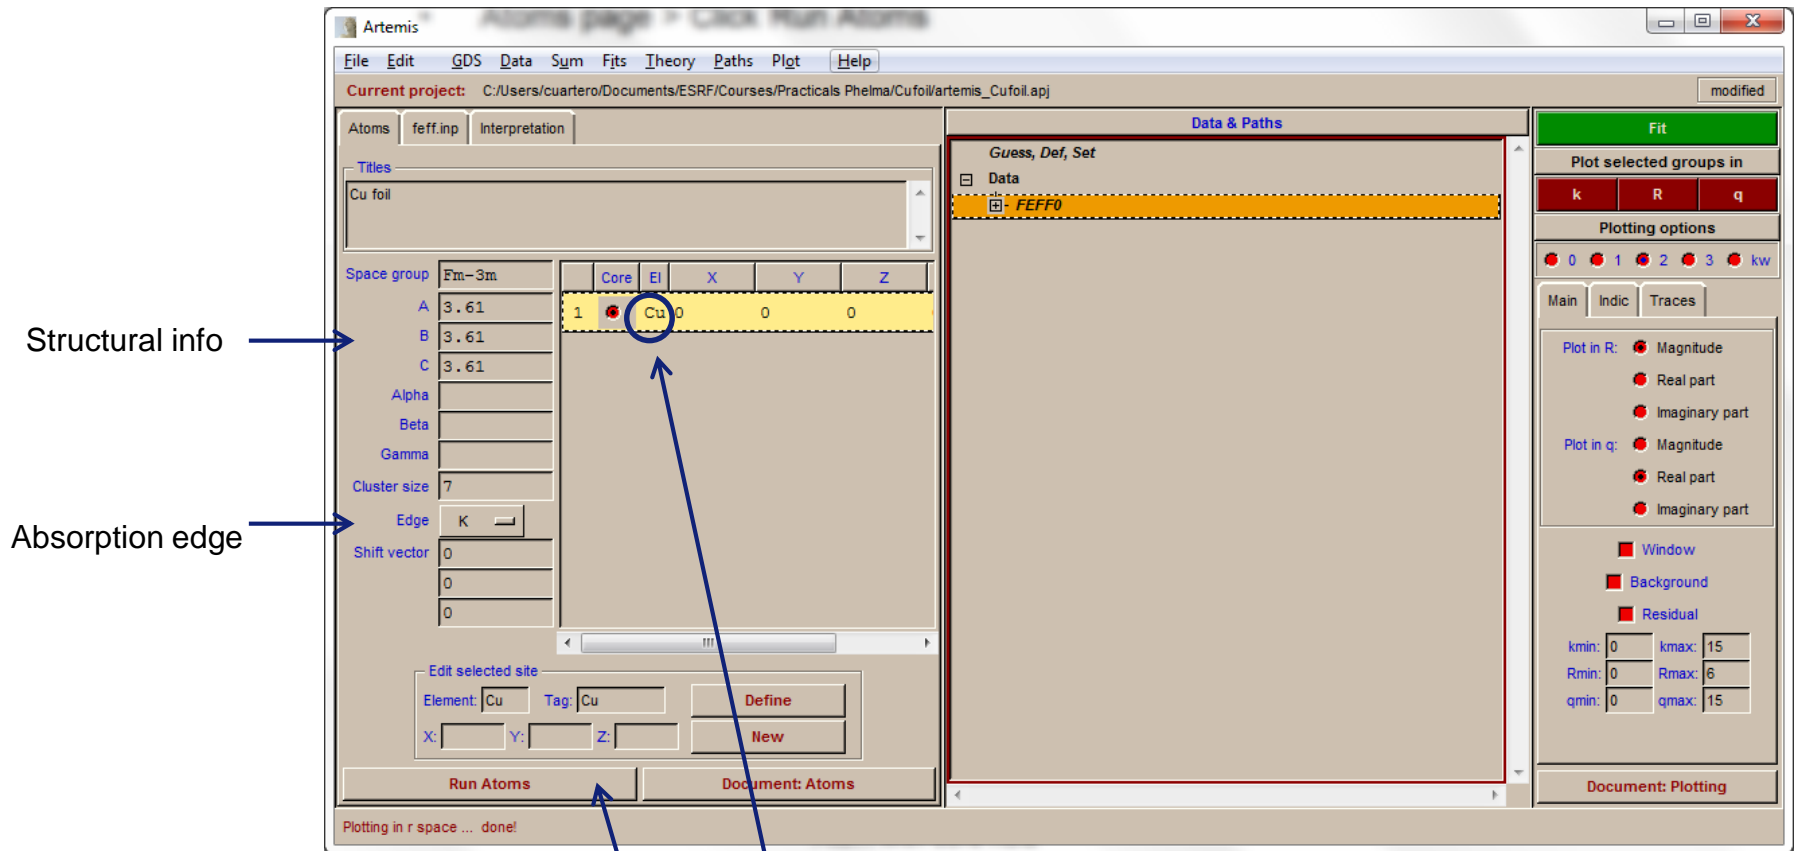 Atoms page > Click Run Atoms
Artemis
File Edit GDS Data Sum Fits Theory Paths Plot Help
Current project: C:/Users/cuartero/Documents/ESRF/Courses/Practicals Phelma/Cufoil/artemis_Cufoil.apj modified
Atoms feff.inp Interpretation
Titles
Cu foil
Space group Fm-3m
A 3.61
B 3.61
C 3.61
Alpha
Beta
Gamma
Cluster size 7
Edge K
Shift vector 0
0
0
Core El X Y Z
1 Cu 0 0 0
Edit selected site
Element: Cu Tag: Cu Define
X: Y: Z: New
Run Atoms Document: Atoms
Plotting in r space ... done!
Data & Paths
Guess, Def, Set
Data
FEFF0
Fit
Plot selected groups in
k R q
Plotting options
0 1 2 3 kw
Main Indic Traces
Plot in R: Magnitude
Real part
Imaginary part
Plot in q: Magnitude
Real part
Imaginary part
Window
Background
Residual
kmin: 0 kmax: 15
Rmin: 0 Rmax: 6
qmin: 0 qmax: 15
Document: Plotting
Structural info
Absorption edge